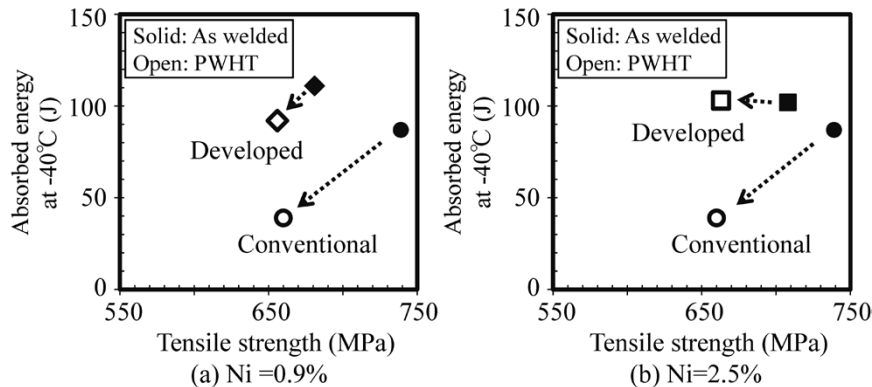 150
100
50
0
Absorbed energy
at -40℃ (J)
Solid: As welded
Open: PWHT
Developed
Conventional
550
650
750
Tensile strength (MPa)
(a) Ni =0.9%
150
100
50
0
Absorbed energy
at -40℃ (J)
Solid: As welded
Open: PWHT
Developed
Conventional
550
650
750
Tensile strength (MPa)
(b) Ni=2.5%